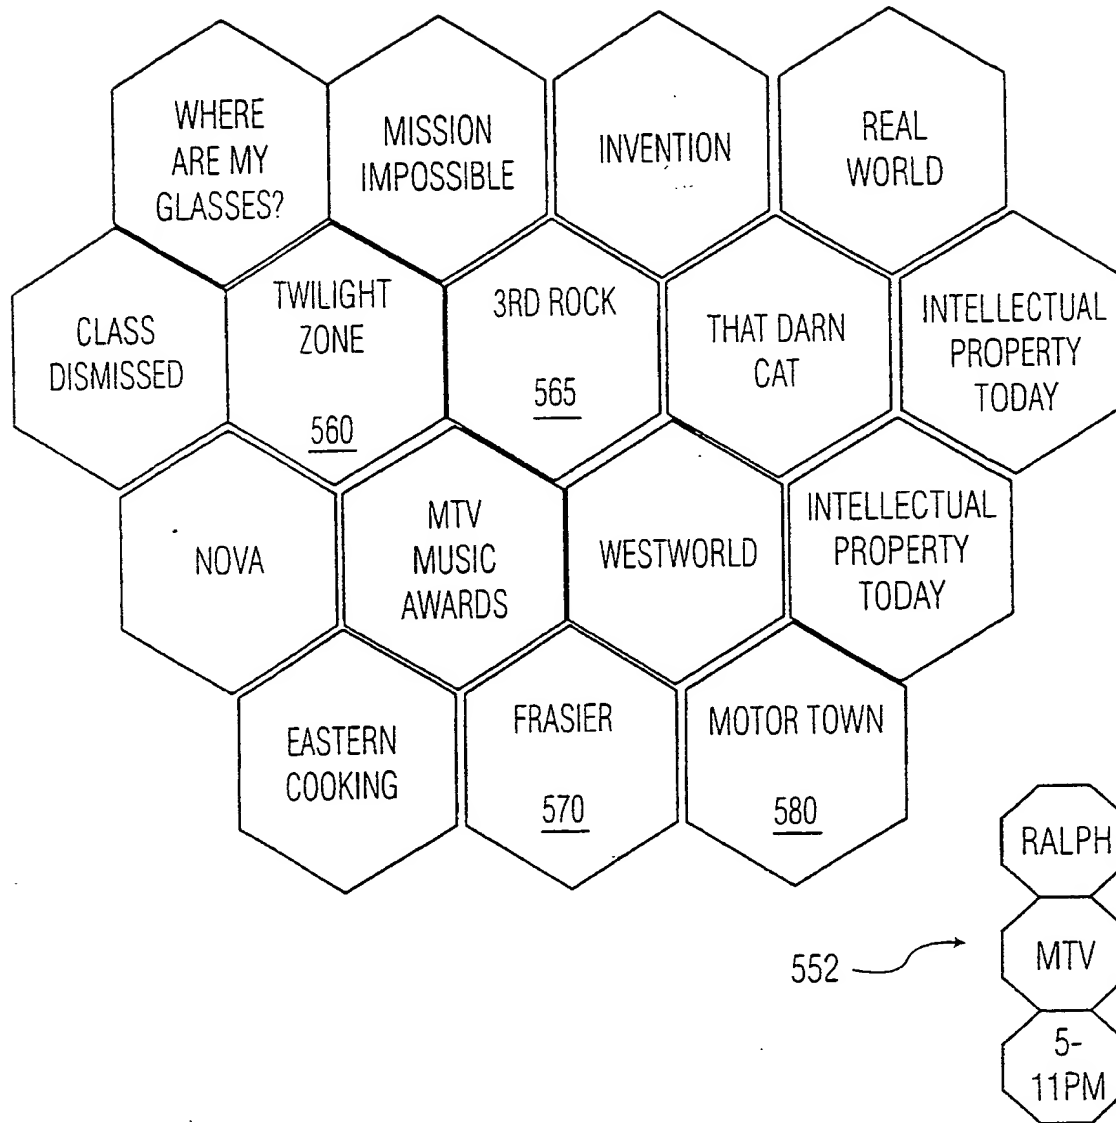 WHERE
ARE MY
GLASSES?
MISSION
IMPOSSIBLE
INVENTION
REAL
WORLD
CLASS
DISMISSED
TWILIGHT
ZONE
560
3RD ROCK
565
THAT DARN
CAT
INTELLECTUAL
PROPERTY
TODAY
NOVA
MTV
MUSIC
AWARDS
WESTWORLD
INTELLECTUAL
PROPERTY
TODAY
EASTERN
COOKING
FRASIER
570
MOTOR TOWN
580
552
RALPH
MTV
5-
11PM